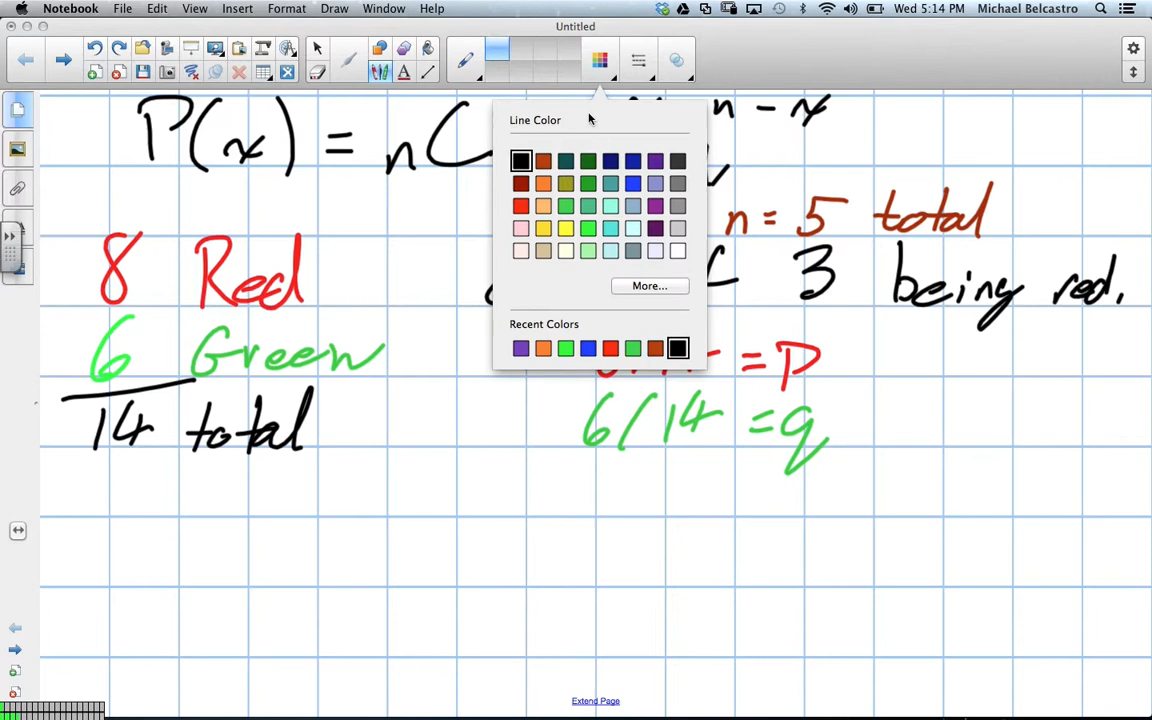 Notebook File Edit View Insert Format Draw Window Help Wed 5:14 PM Michael Belcastro
Untitled
Line Color
P(x) = nC n - x
n = 5 total
8 Red 3 being red.
More...
Recent Colors
6 Green = P
14 total 6/14 = q
Extend Page